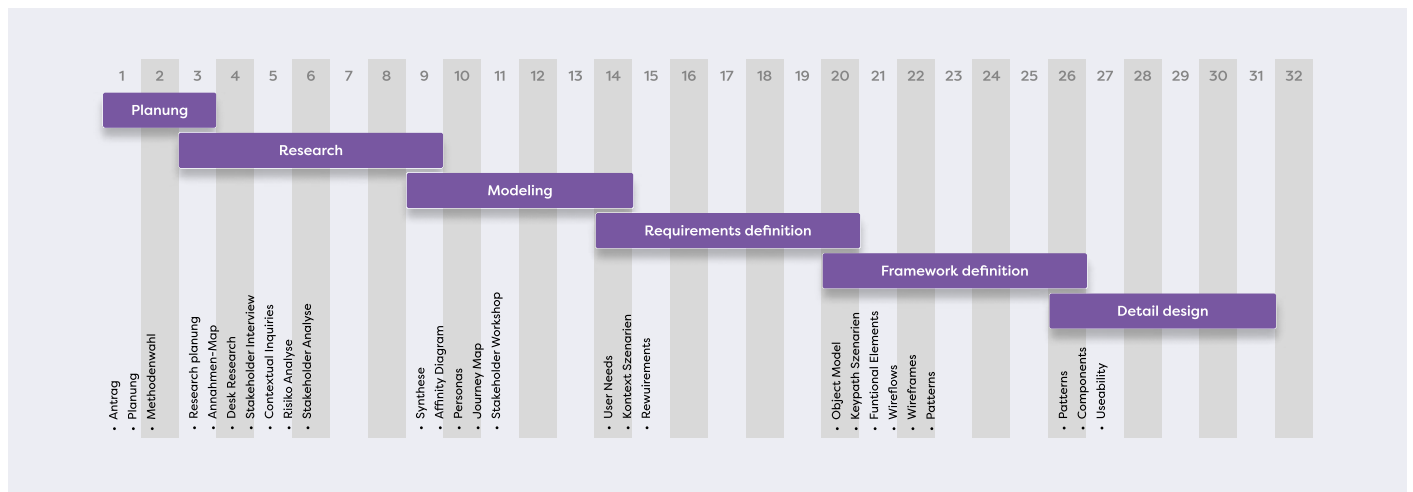 1 2 3 4 5 6 7 8 9 10 11 12 13 14 15 16 17 18 19 20 21 22 23 24 25 26 27 28 29 30 31 32
Planung
Research
Modeling
Requirements definition
Framework definition
Detail design
• Antrag
• Planung
• Methodenwahl
• Research planung
• Annahmen-Map
• Desk Research
• Stakeholder Interview
• Contextual Inquiries
• Risiko Analyse
• Stakeholder Analyse
• Synthese
• Affinity Diagram
• Personas
• Journey Map
• Stakeholder Workshop
• User Needs
• Kontext Szenarien
• Rewuirements
• Object Model
• Keypath Szenarien
• Funtional Elements
• Wireflows
• Wireframes
• Patterns
• Patterns
• Components
• Useability